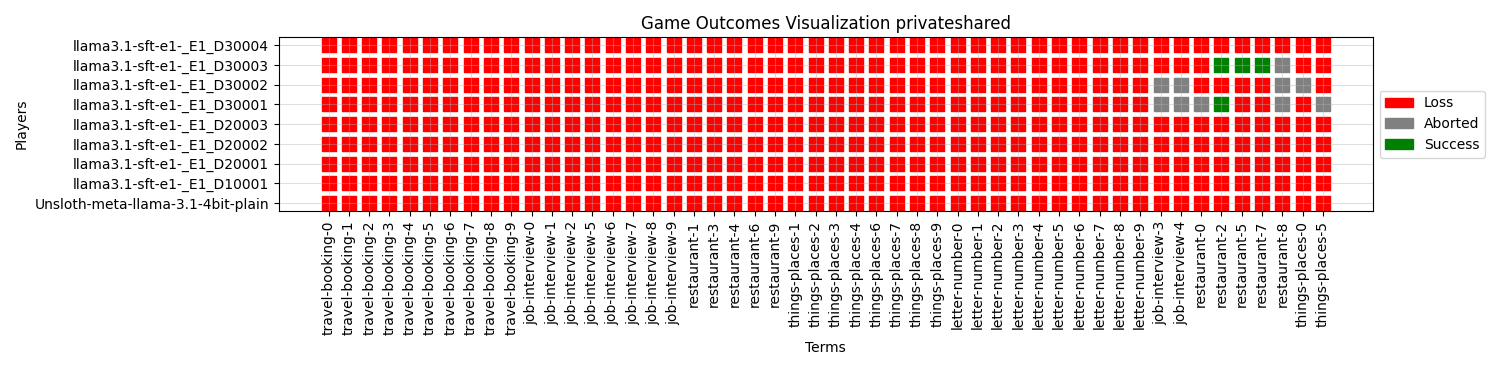 Game Outcomes Visualization privateshared
Players
llama3.1-sft-e1-_E1_D30004
llama3.1-sft-e1-_E1_D30003
llama3.1-sft-e1-_E1_D30002
llama3.1-sft-e1-_E1_D30001
llama3.1-sft-e1-_E1_D20003
llama3.1-sft-e1-_E1_D20002
llama3.1-sft-e1-_E1_D20001
llama3.1-sft-e1-_E1_D10001
Unsloth-meta-llama-3.1-4bit-plain
Loss
Aborted
Success
travel-booking-0
travel-booking-1
travel-booking-2
travel-booking-3
travel-booking-4
travel-booking-5
travel-booking-6
travel-booking-7
travel-booking-8
travel-booking-9
job-interview-0
job-interview-1
job-interview-2
job-interview-5
job-interview-6
job-interview-7
job-interview-8
job-interview-9
restaurant-1
restaurant-3
restaurant-4
restaurant-6
restaurant-9
things-places-1
things-places-2
things-places-3
things-places-4
things-places-6
things-places-7
things-places-8
things-places-9
letter-number-0
letter-number-1
letter-number-2
letter-number-3
letter-number-4
letter-number-5
letter-number-6
letter-number-7
letter-number-8
letter-number-9
job-interview-3
job-interview-4
restaurant-0
restaurant-2
restaurant-5
restaurant-7
restaurant-8
things-places-0
things-places-5
Terms